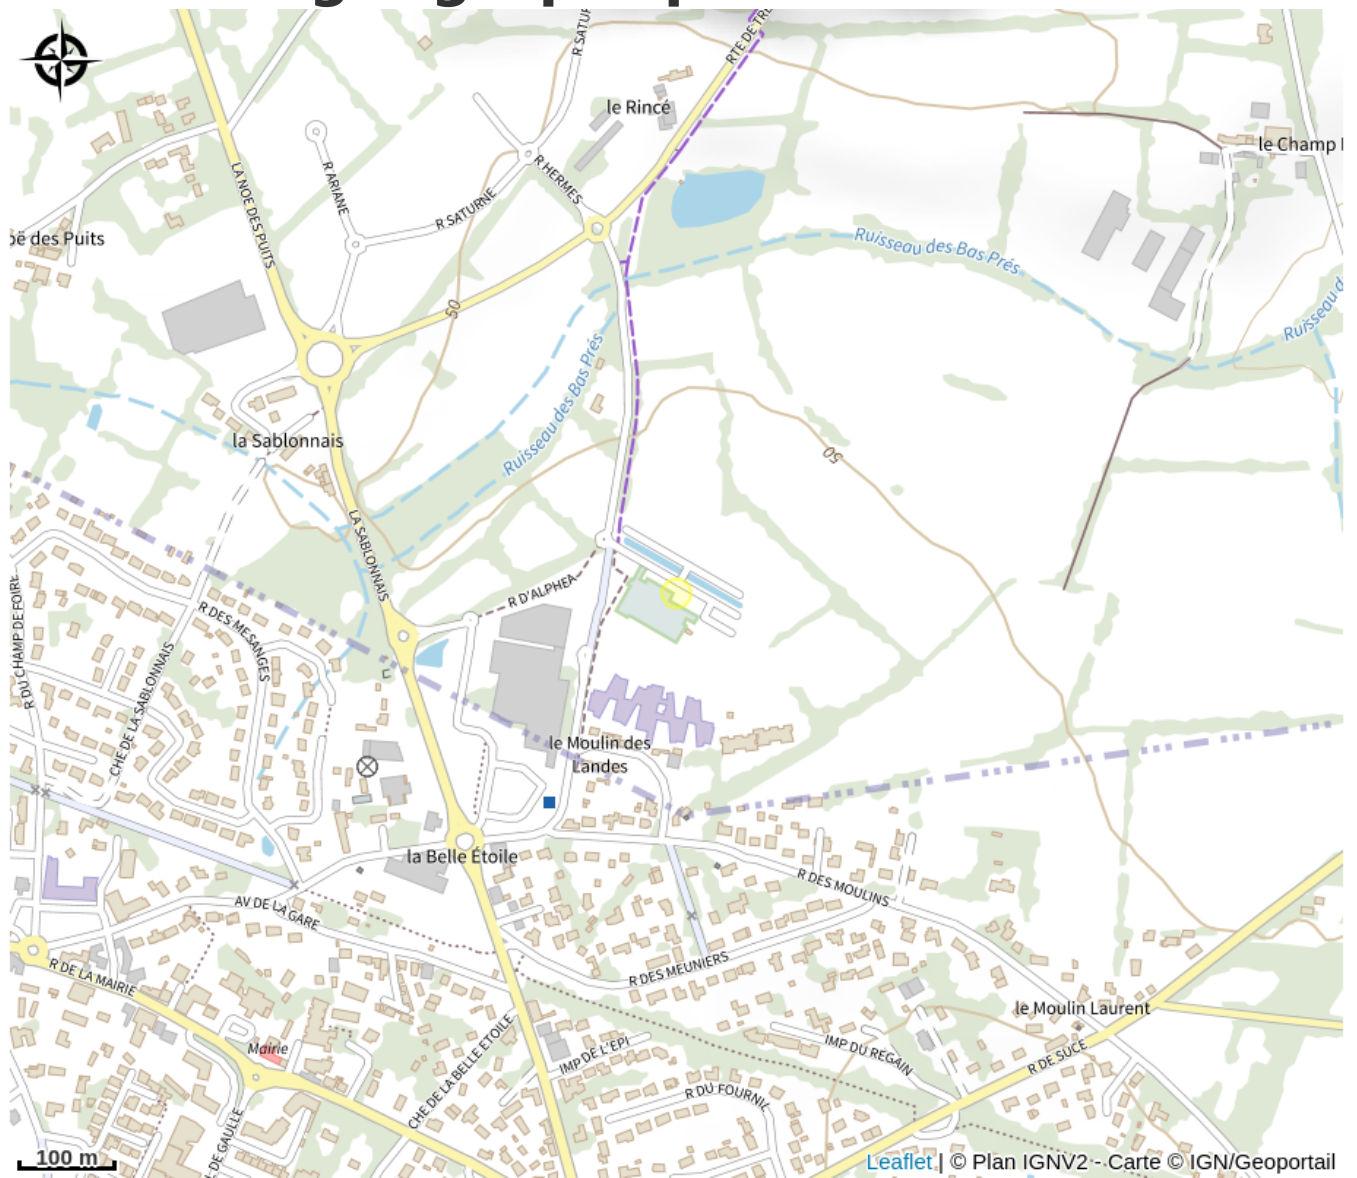 RTE DE TRE
R SATUR
le Rincé
le Champ
R HERMES
R ARIANE
R SATURNE
LA NOE DES PUITS
oë des Puits
Ruisseau des Bas Prés
Ruisseau d
50
Ruisseau des Bas Prés
la Sablonnais
50
LA SABLONNAIS
R D'ALPHEA
R DU CHAMP DE FOIRE
R DES MESANGES
CHE DE LA SABLONNAIS
le Moulin des
Landes
la Belle Étoile
R DES MOULINS
AV DE LA GARE
R DE LA MAIRIE
R DES MEUNIERS
le Moulin Laurent
Mairie
CHE DE LA BELLE ETOILE
IMP DE L'EPI
IMP DU REGAIN
R DE SUCE
R DU FOURNIL
DE GAULLE
100 m
Leaflet | © Plan IGNV2 - Carte © IGN/Geoportail